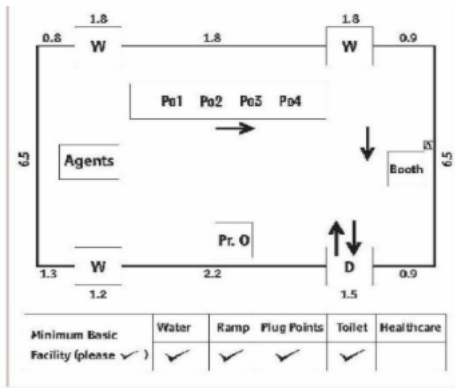 1.8 1.8
0.8 W 1.8 W 0.9
Po1 Po2 Po3 Po4
6.5 Agents Booth 6.5
Pr. O
1.3 W 2.2 D 0.9
1.2 1.5
Minimum Basic Water Ramp Plug Points Toilet Healthcare
Facility (please ✓) ✓ ✓ ✓ ✓